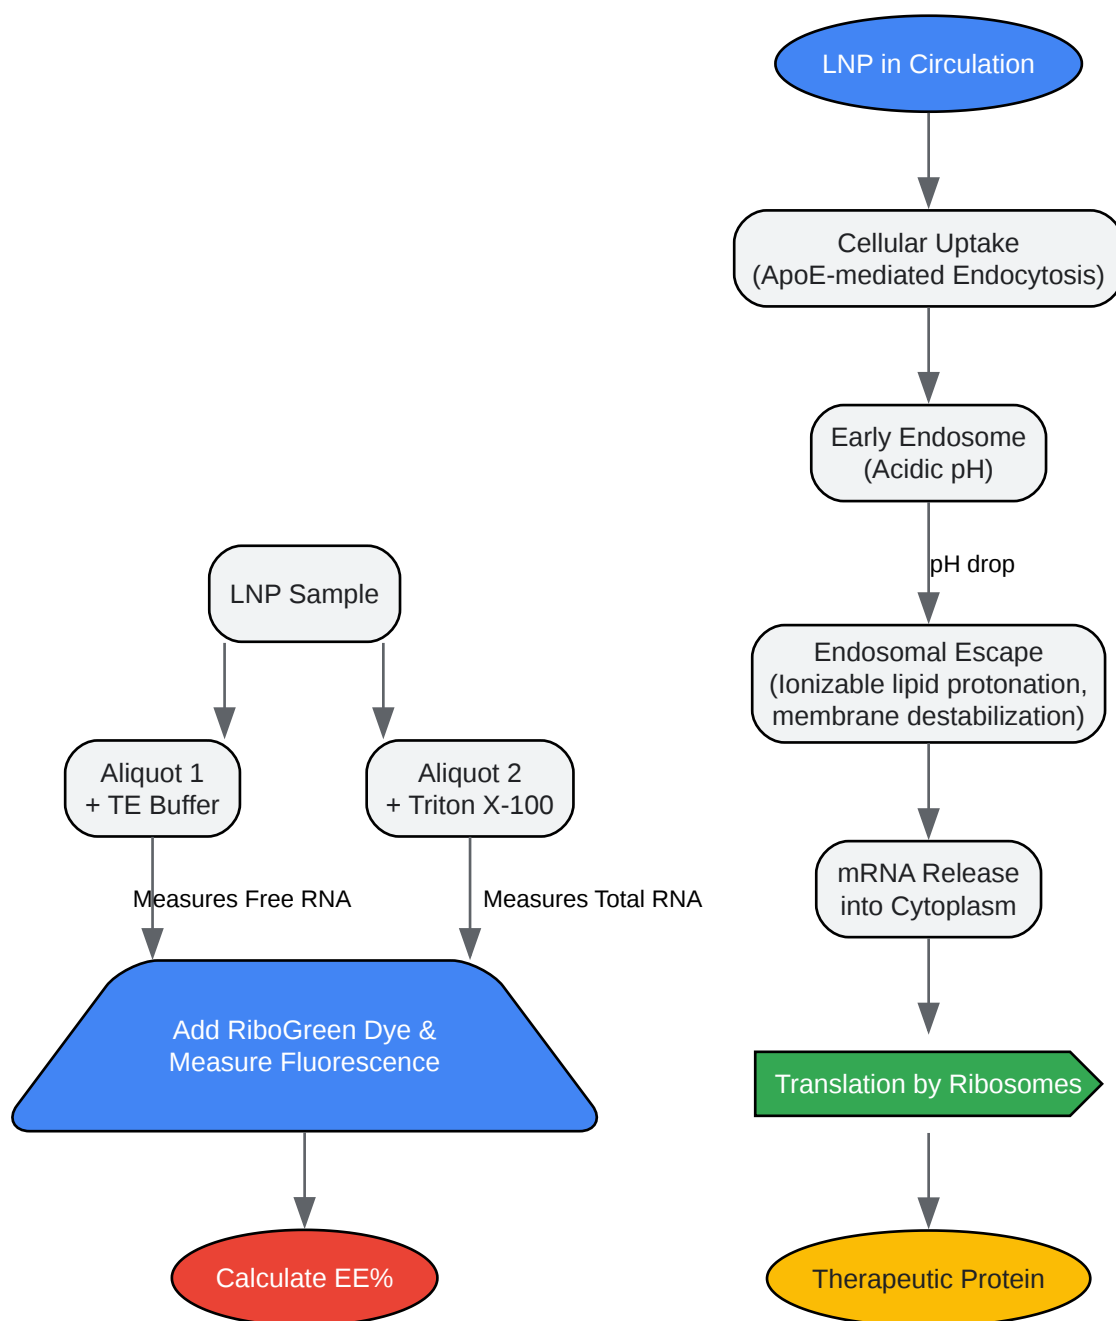 LNP in Circulation
Cellular Uptake
(ApoE-mediated Endocytosis)
Early Endosome
(Acidic pH)
pH drop
Endosomal Escape
(Ionizable lipid protonation,
membrane destabilization)
mRNA Release
into Cytoplasm
Translation by Ribosomes
Therapeutic Protein
LNP Sample
Aliquot 1
+ TE Buffer
Aliquot 2
+ Triton X-100
Measures Free RNA
Measures Total RNA
Add RiboGreen Dye &
Measure Fluorescence
Calculate EE%